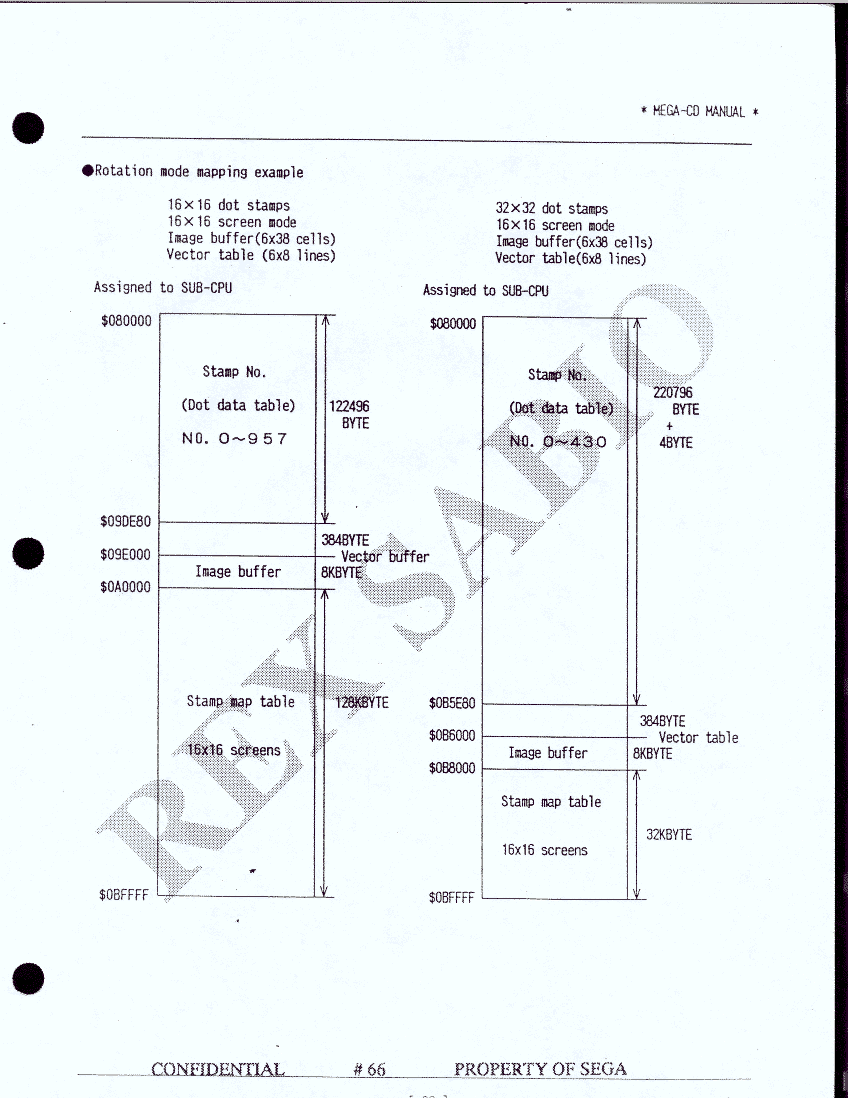 * MEGA-CD MANUAL *
●Rotation mode mapping example
16×16 dot stamps
16×16 screen mode
Image buffer(6x38 cells)
Vector table (6x8 lines)
Assigned to SUB-CPU
$080000
Stamp No.
(Dot data table)
NO. 0~957
122496
BYTE
$09DE80
384BYTE
$09E000
Vector buffer
Image buffer
8KBYTE
$0A0000
Stamp map table
128KBYTE
16x16 screens
$0BFFFF
32×32 dot stamps
16×16 screen mode
Image buffer(6x38 cells)
Vector table(6x8 lines)
Assigned to SUB-CPU
$080000
Stamp No.
(Dot data table)
NO. 0~430
220796
BYTE
+
4BYTE
$0B5E80
384BYTE
$0B6000
Vector table
Image buffer
8KBYTE
$0B8000
Stamp map table
32KBYTE
16x16 screens
$0BFFFF
REX SABIO
CONFIDENTIAL # 66 PROPERTY OF SEGA